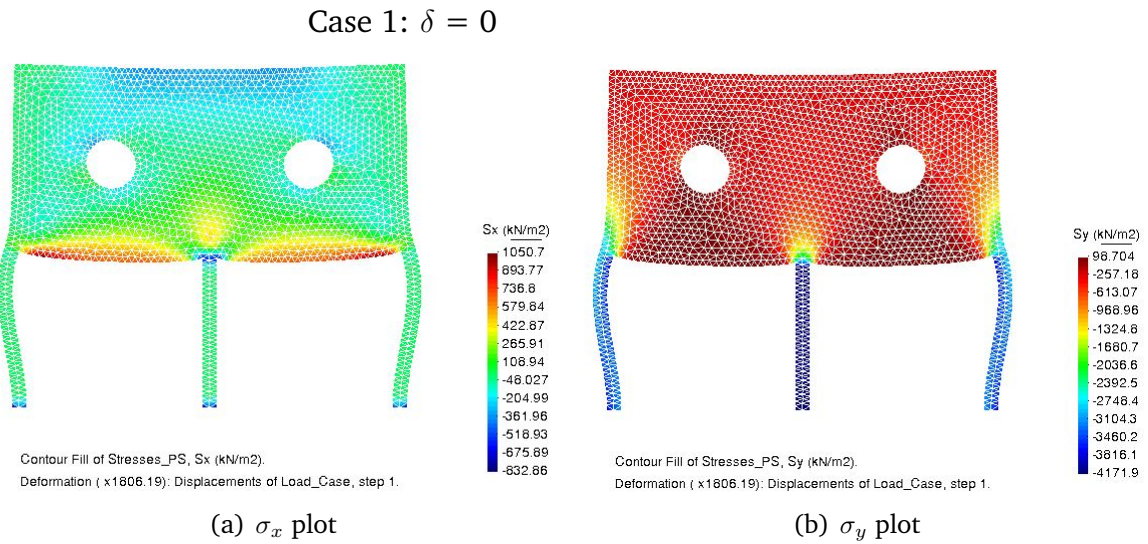 Case 1: δ = 0
Sx (kN/m2)
1050.7
893.77
736.8
579.84
422.87
265.91
108.94
-48.027
-204.99
-361.96
-518.93
-675.89
-832.86
Contour Fill of Stresses_PS, Sx (kN/m2).
Deformation ( x1806.19): Displacements of Load_Case, step 1.
(a) σx plot
Sy (kN/m2)
98.704
-257.18
-613.07
-968.96
-1324.8
-1680.7
-2036.6
-2392.5
-2748.4
-3104.3
-3460.2
-3816.1
-4171.9
Contour Fill of Stresses_PS, Sy (kN/m2).
Deformation ( x1806.19): Displacements of Load_Case, step 1.
(b) σy plot